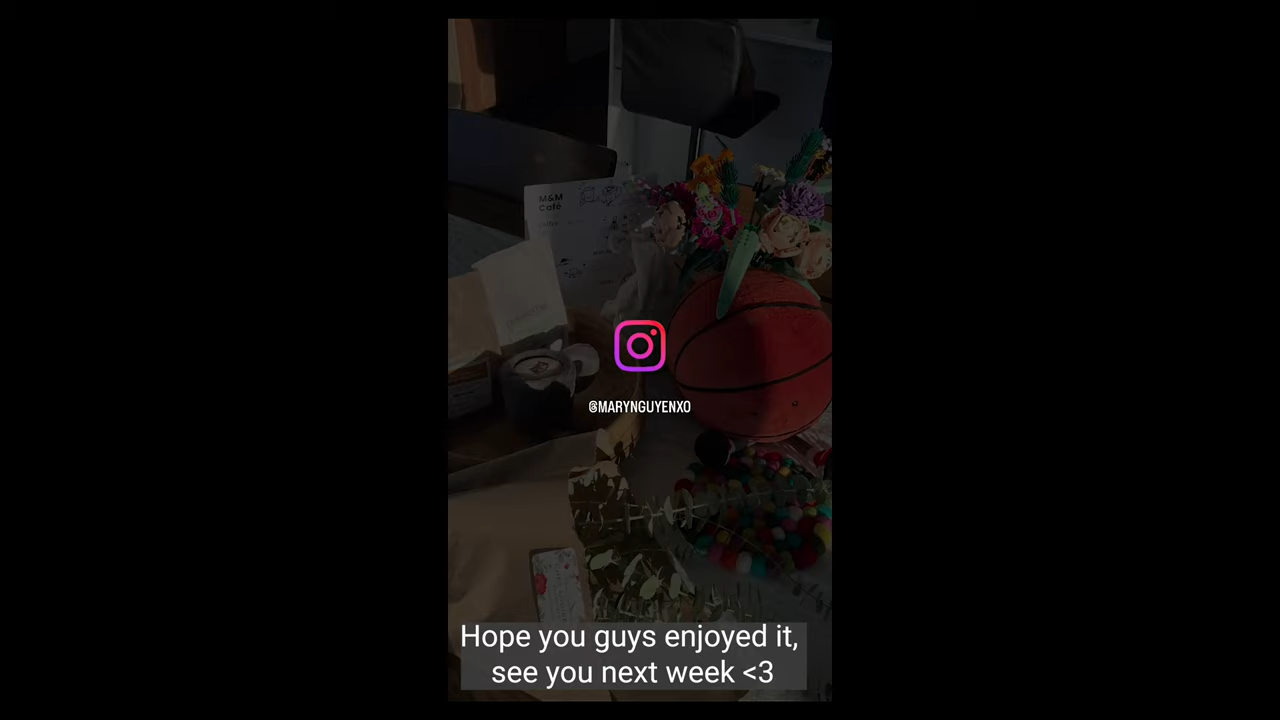 M&M
Café
@MARYNGUYENXO
Hope you guys enjoyed it,
see you next week <3